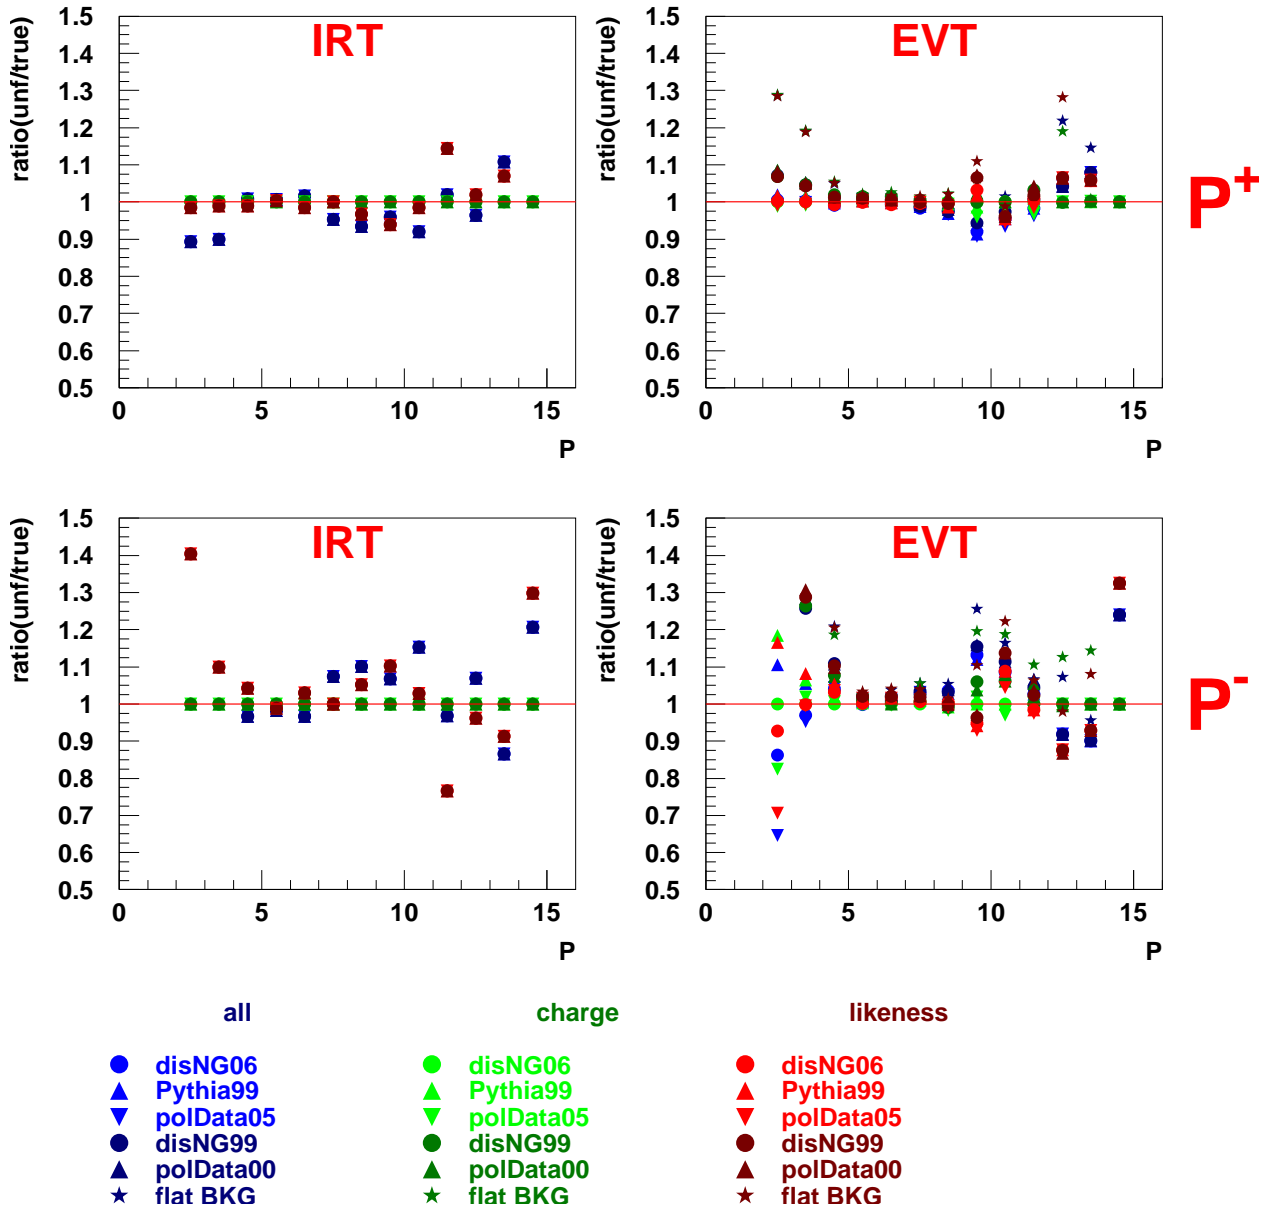 IRT
ratio(unf/true)
1.5
1.4
1.3
1.2
1.1
1
0.9
0.8
0.7
0.6
0.5
0 5 10 15
P
EVT
ratio(unf/true)
1.5
1.4
1.3
1.2
1.1
1
0.9
0.8
0.7
0.6
0.5
0 5 10 15
P
P+
IRT
ratio(unf/true)
1.5
1.4
1.3
1.2
1.1
1
0.9
0.8
0.7
0.6
0.5
0 5 10 15
P
EVT
ratio(unf/true)
1.5
1.4
1.3
1.2
1.1
1
0.9
0.8
0.7
0.6
0.5
0 5 10 15
P
P-
all
disNG06
Pythia99
polData05
disNG99
polData00
flat BKG
charge
disNG06
Pythia99
polData05
disNG99
polData00
flat BKG
likeness
disNG06
Pythia99
polData05
disNG99
polData00
flat BKG